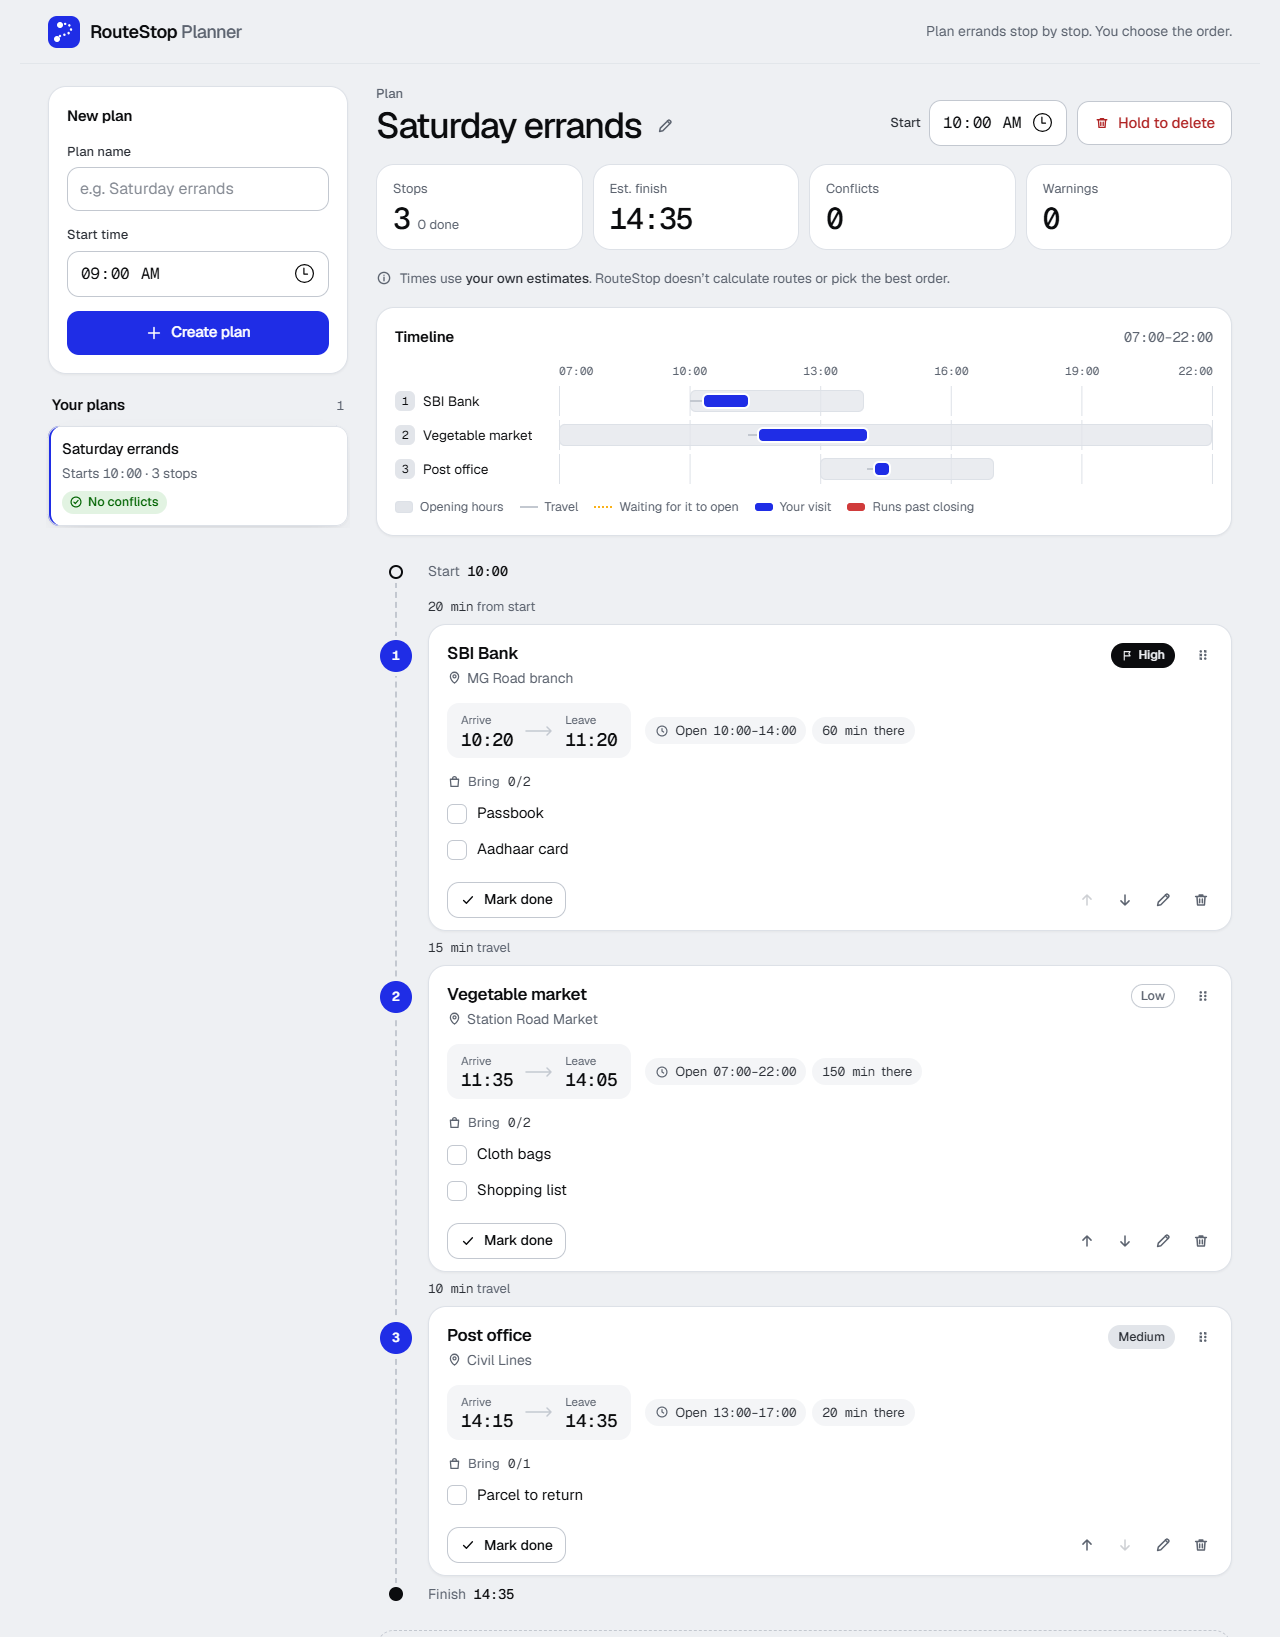 RouteStop Planner
Plan errands stop by stop. You choose the order.
New plan
Plan name
e.g. Saturday errands
Start time
09:00 AM
Create plan
Your plans 1
Saturday errands
Starts 10:00 · 3 stops
No conflicts
Plan
Saturday errands
Start 10:00 AM
Hold to delete
Stops
3 0 done
Est. finish
14:35
Conflicts
0
Warnings
0
Times use your own estimates. RouteStop doesn't calculate routes or pick the best order.
Timeline 07:00–22:00
07:00 10:00 13:00 16:00 19:00 22:00
1 SBI Bank
2 Vegetable market
3 Post office
Opening hours Travel Waiting for it to open Your visit Runs past closing
Start 10:00
20 min from start
1
SBI Bank
High
MG Road branch
Arrive Leave
10:20 11:20
Open 10:00–14:00
60 min there
Bring 0/2
Passbook
Aadhaar card
Mark done
15 min travel
2
Vegetable market
Low
Station Road Market
Arrive Leave
11:35 14:05
Open 07:00–22:00
150 min there
Bring 0/2
Cloth bags
Shopping list
Mark done
10 min travel
3
Post office
Medium
Civil Lines
Arrive Leave
14:15 14:35
Open 13:00–17:00
20 min there
Bring 0/1
Parcel to return
Mark done
Finish 14:35